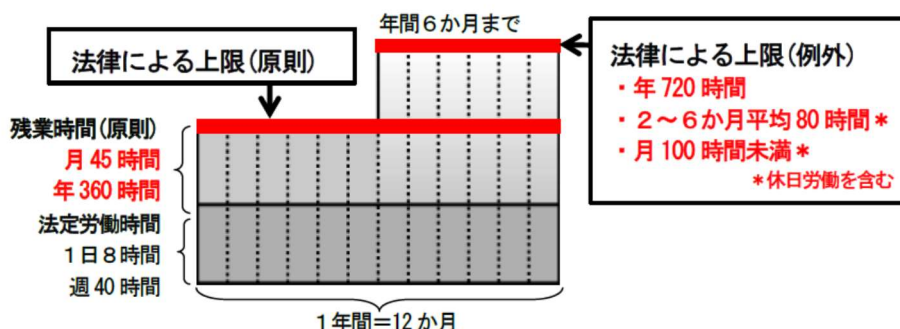 年間６か月まで
法律による上限(原則)
法律による上限(例外)
・年 720 時間
・２～６か月平均 80 時間＊
・月 100 時間未満＊
＊休日労働を含む
残業時間(原則)
月 45 時間
年 360 時間
法定労働時間
１日８時間
週 40 時間
１年間＝12 か月